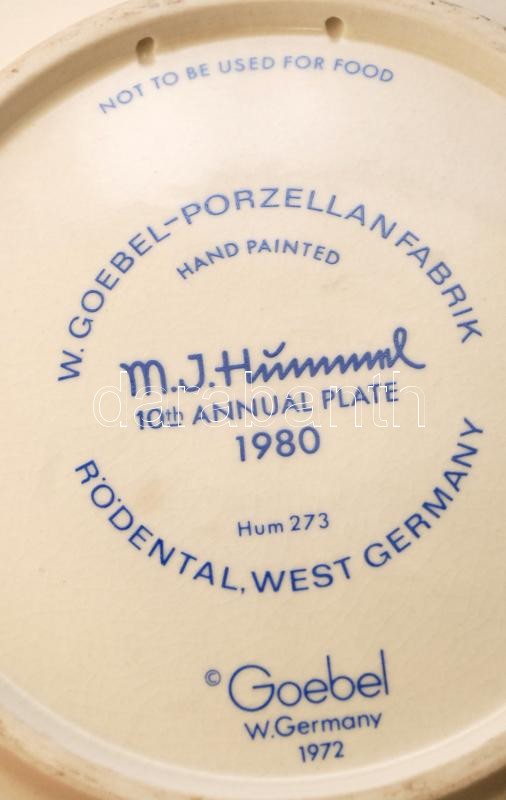 NOT TO BE USED FOR FOOD
W. GOEBEL-PORZELLANFABRIK
HAND PAINTED
M.J.Hummel
10th ANNUAL PLATE
darabanth
1980
Hum 273
RÖDENTAL, WEST GERMANY
© Goebel
W.Germany
1972